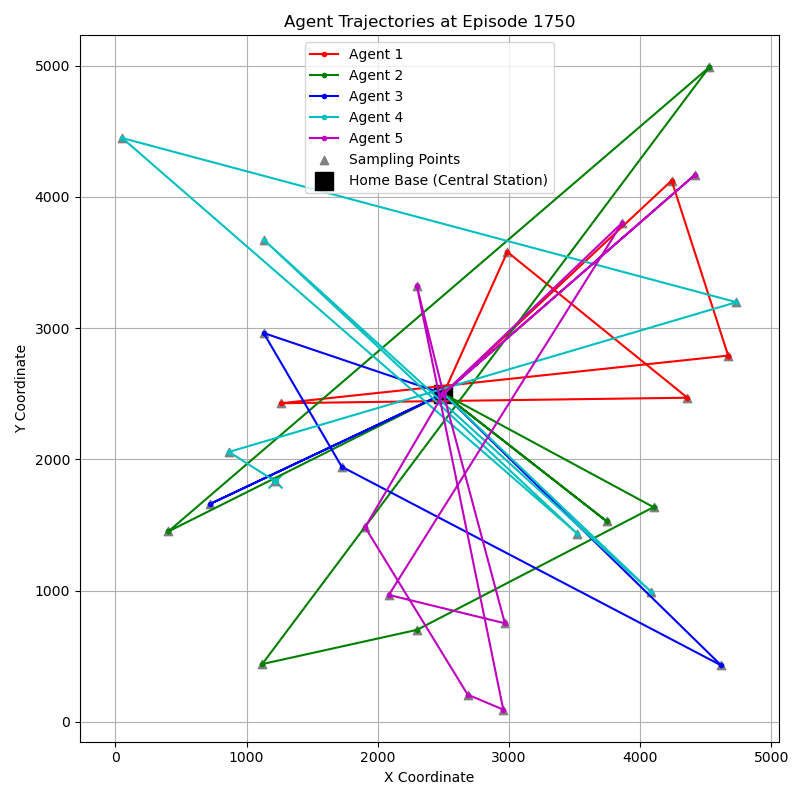 Agent Trajectories at Episode 1750
Agent 1
Agent 2
Agent 3
Agent 4
Agent 5
Sampling Points
Home Base (Central Station)
Y Coordinate
5000
4000
3000
2000
1000
0
0 1000 2000 3000 4000 5000
X Coordinate